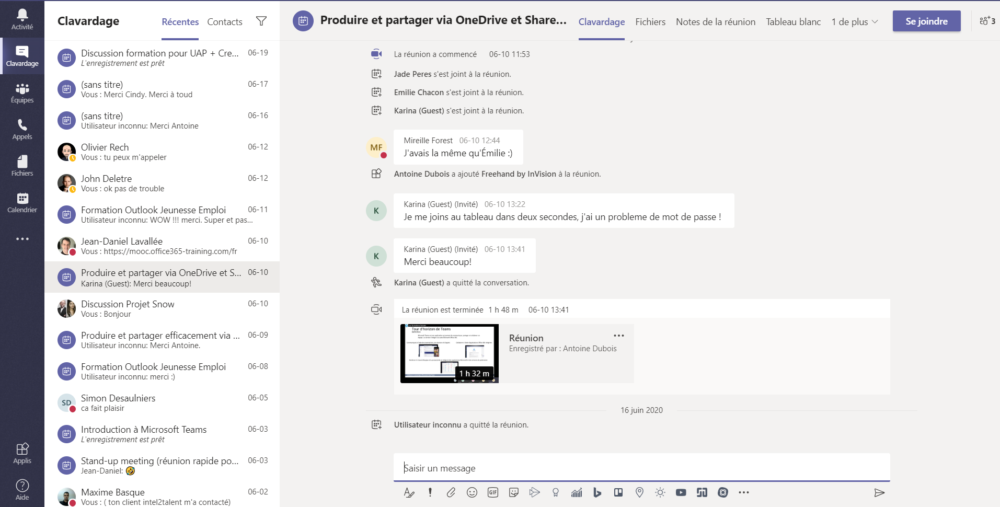 Activité
Clavardage
Équipes
Appels
Fichiers
Calendrier
Applis
Aide
Clavardage
Récentes
Contacts
Discussion formation pour UAP + Cre...
06-19
L'enregistrement est prêt
(sans titre)
06-17
Vous : Merci Cindy. Merci à toud
(sans titre)
06-16
Utilisateur inconnu: Merci Antoine
Olivier Rech
06-12
Vous : tu peux m'appeler
John Deletre
06-12
Vous : ok pas de trouble
Formation Outlook Jeunesse Emploi
06-11
Utilisateur inconnu: WOW !!! merci. Super et pas...
Jean-Daniel Lavallée
06-10
Vous : https://mooc.office365-training.com/fr
Produire et partager via OneDrive et S...
06-10
Karina (Guest): Merci beaucoup!
Discussion Projet Snow
06-10
Vous : Bonjour
Produire et partager efficacement via ...
06-09
Utilisateur inconnu: Merci Antoine.
Formation Outlook Jeunesse Emploi
06-08
Utilisateur inconnu: merci :)
SD
Simon Desaulniers
06-05
ca fait plaisir
Introduction à Microsoft Teams
06-03
L'enregistrement est prêt
Stand-up meeting (réunion rapide po...
06-03
Jean-Daniel: 🤣
Maxime Basque
06-02
Vous : ( ton client intel2talent m'a contacté)
Produire et partager via OneDrive et Share...
Clavardage
Fichiers
Notes de la réunion
Tableau blanc
1 de plus
Se joindre
3
La réunion a commencé 06-10 11:53
Jade Peres s'est joint à la réunion.
Emilie Chacon s'est joint à la réunion.
Karina (Guest) s'est joint à la réunion.
MF
Mireille Forest 06-10 12:44
J'avais la même qu'Émilie :)
Antoine Dubois a ajouté Freehand by InVision à la réunion.
K
Karina (Guest) (Invité) 06-10 13:22
Je me joins au tableau dans deux secondes, j'ai un probleme de mot de passe !
K
Karina (Guest) (Invité) 06-10 13:41
Merci beaucoup!
Karina (Guest) a quitté la conversation.
La réunion est terminée 1 h 48 m 06-10 13:41
Tour d'horizon de Teams
Définition
1 h 32 m
Réunion
Enregistré par : Antoine Dubois
16 juin 2020
Utilisateur inconnu a quitté la réunion.
Saisir un message
GIF